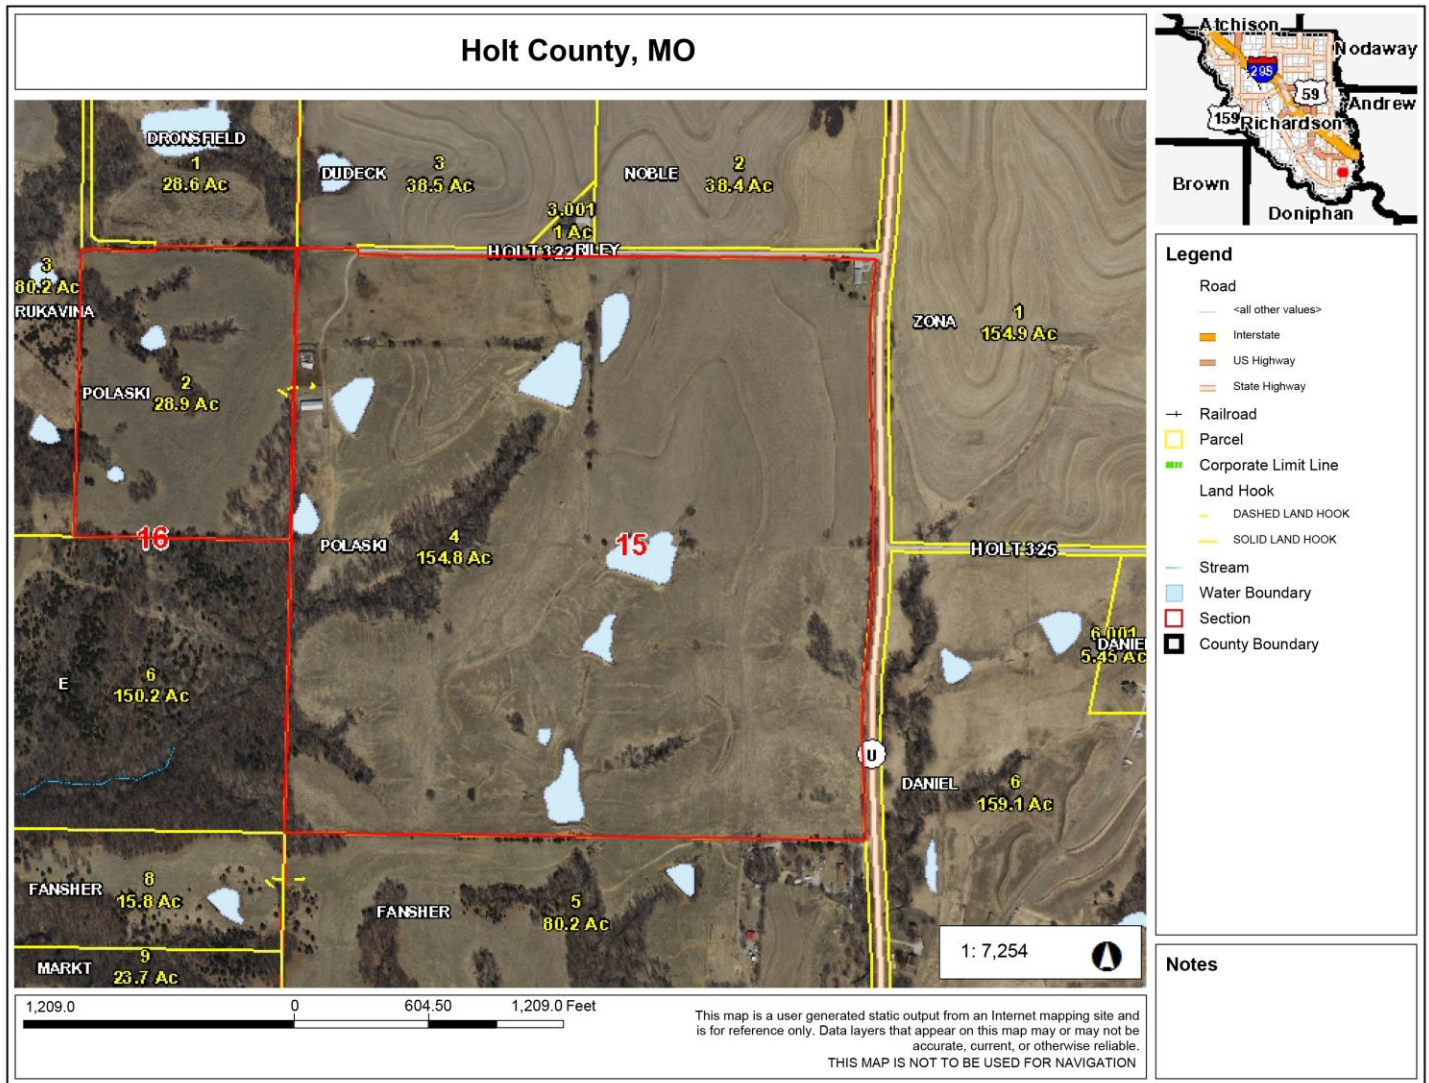 Holt County, MO
DRONSFIELD
1
28.6 Ac
DUDECK
3
38.5 Ac
NOBLE
2
38.4 Ac
3.001
1 Ac
HOLT 322
RILEY
3
80.2 Ac
RUKAVINA
POLASKI
2
28.9 Ac
ZONA
1
154.9 Ac
16
POLASKI
4
154.8 Ac
15
HOLT 325
6.001
DANIE
5.45 Ac
E
6
150.2 Ac
U
DANIEL
6
159.1 Ac
FANSHER
8
15.8 Ac
FANSHER
5
80.2 Ac
MARKT
9
23.7 Ac
1: 7,254
1,209.0 0 604.50 1,209.0 Feet
This map is a user generated static output from an Internet mapping site and
is for reference only. Data layers that appear on this map may or may not be
accurate, current, or otherwise reliable.
THIS MAP IS NOT TO BE USED FOR NAVIGATION
Atchison
Nodaway
295
59
Andrew
159
Richardson
Brown
Doniphan
Legend
Road
<all other values>
Interstate
US Highway
State Highway
Railroad
Parcel
Corporate Limit Line
Land Hook
DASHED LAND HOOK
SOLID LAND HOOK
Stream
Water Boundary
Section
County Boundary
Notes